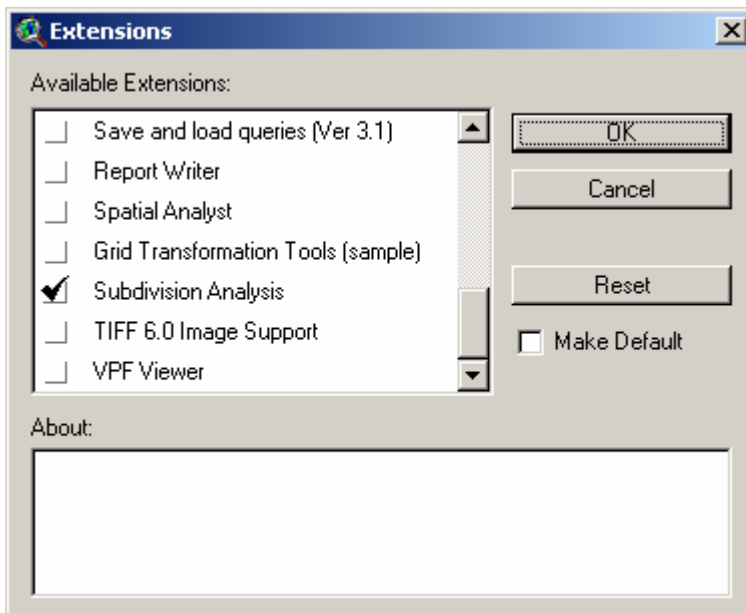 Extensions
Available Extensions:
Save and load queries (Ver 3.1)
Report Writer
Spatial Analyst
Grid Transformation Tools (sample)
Subdivision Analysis
TIFF 6.0 Image Support
VPF Viewer
OK
Cancel
Reset
Make Default
About: